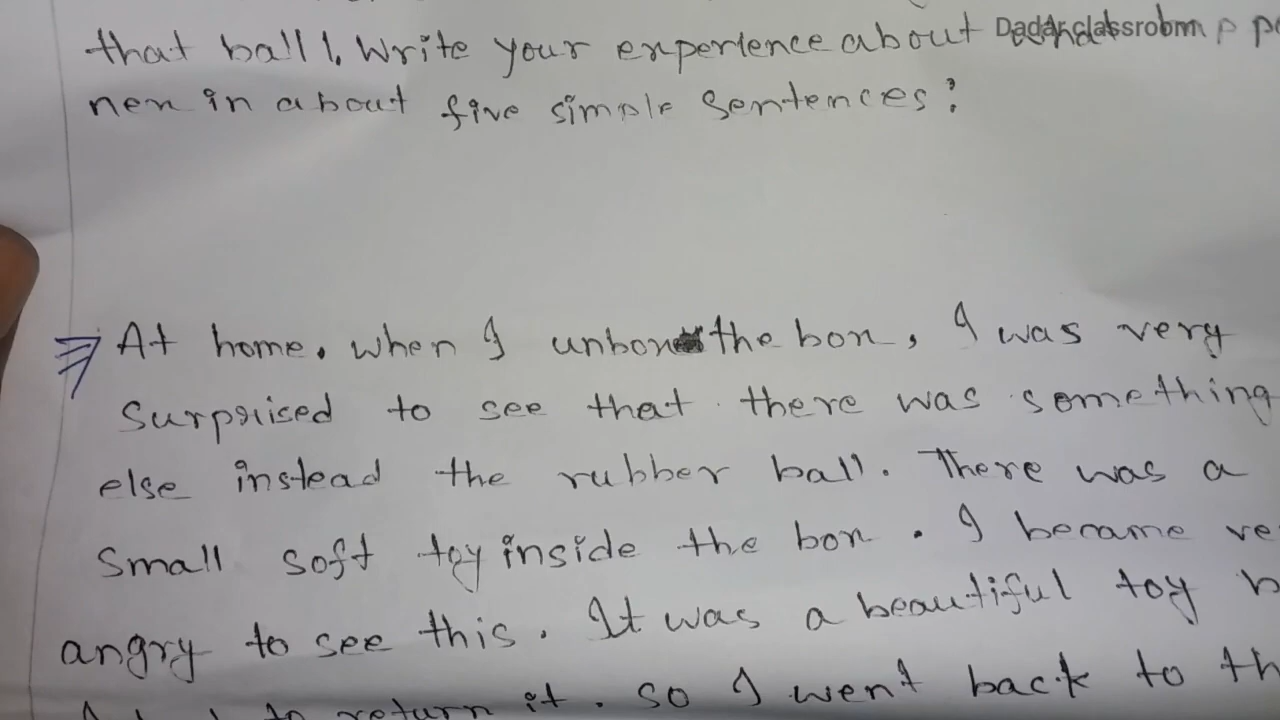 that ball. Write your experience about what
Dadar classroom
nen in about five simple sentences:
At home, when I unbox the box, I was very
surprised to see that there was something
else instead the rubber ball. There was a
small soft toy inside the box. I became ve
angry to see this. It was a beautiful toy b
to return it. So I went back to th